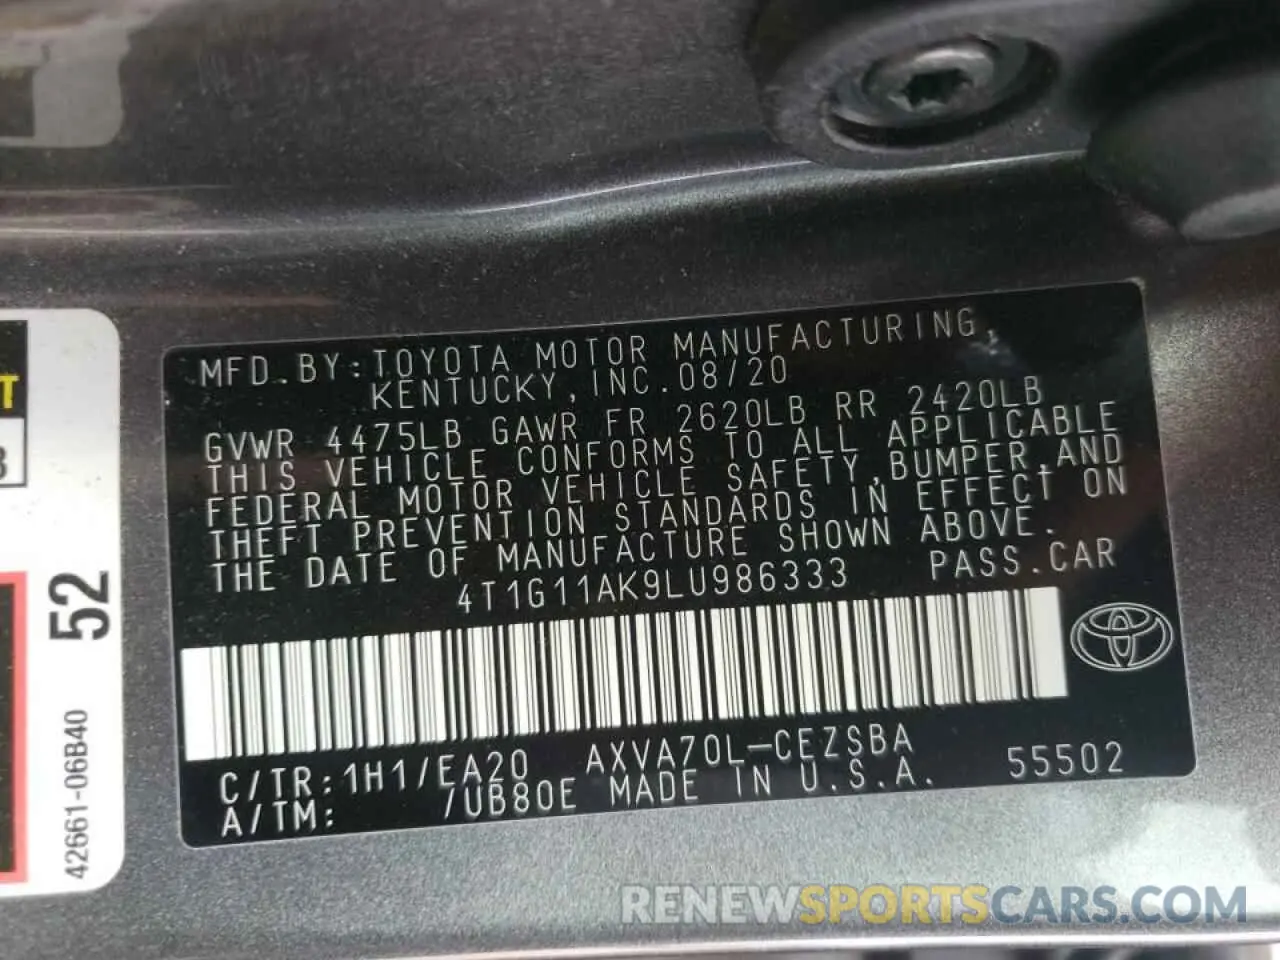 MFD.BY:TOYOTA MOTOR MANUFACTURING,
KENTUCKY,INC.08/20
GVWR 4475LB GAWR FR 2620LB RR 2420LB
THIS VEHICLE CONFORMS TO ALL APPLICABLE
FEDERAL MOTOR VEHICLE SAFETY,BUMPER,AND
THEFT PREVENTION STANDARDS IN EFFECT ON
THE DATE OF MANUFACTURE SHOWN ABOVE.
4T1G11AK9LU986333 PASS.CAR
C/TR:1H1/EA20 AXVA70L-CEZSBA
A/TM: /UB80E MADE IN U.S.A. 55502
T
52
42661-06B40
RENEWSPORTSCARS.COM